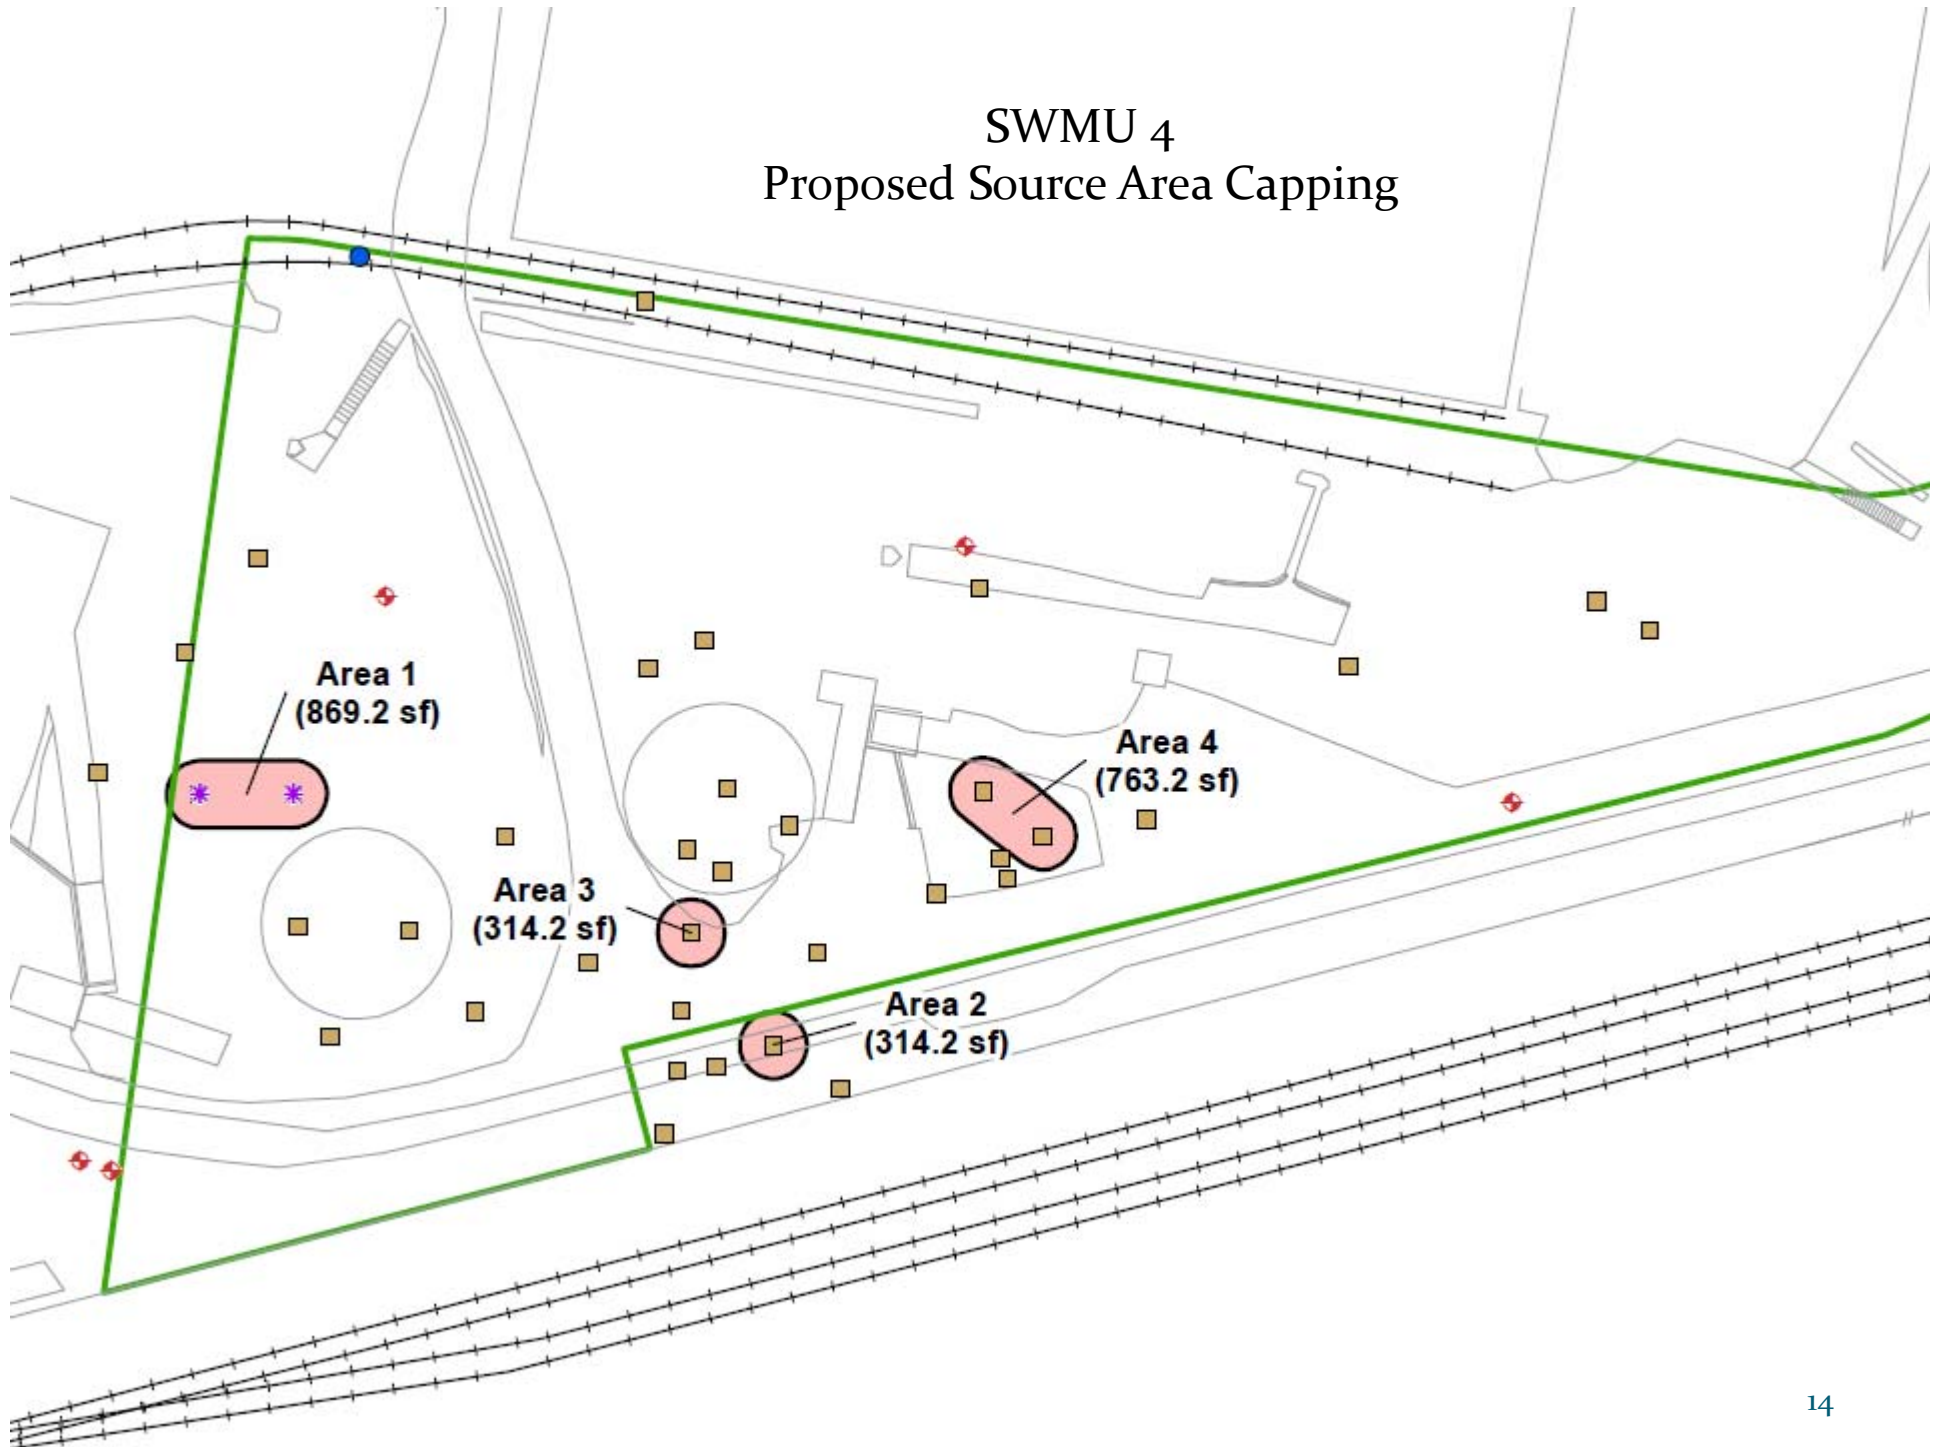 SWMU 4
Proposed Source Area Capping
Area 1
(869.2 sf)
Area 4
(763.2 sf)
Area 3
(314.2 sf)
Area 2
(314.2 sf)
14